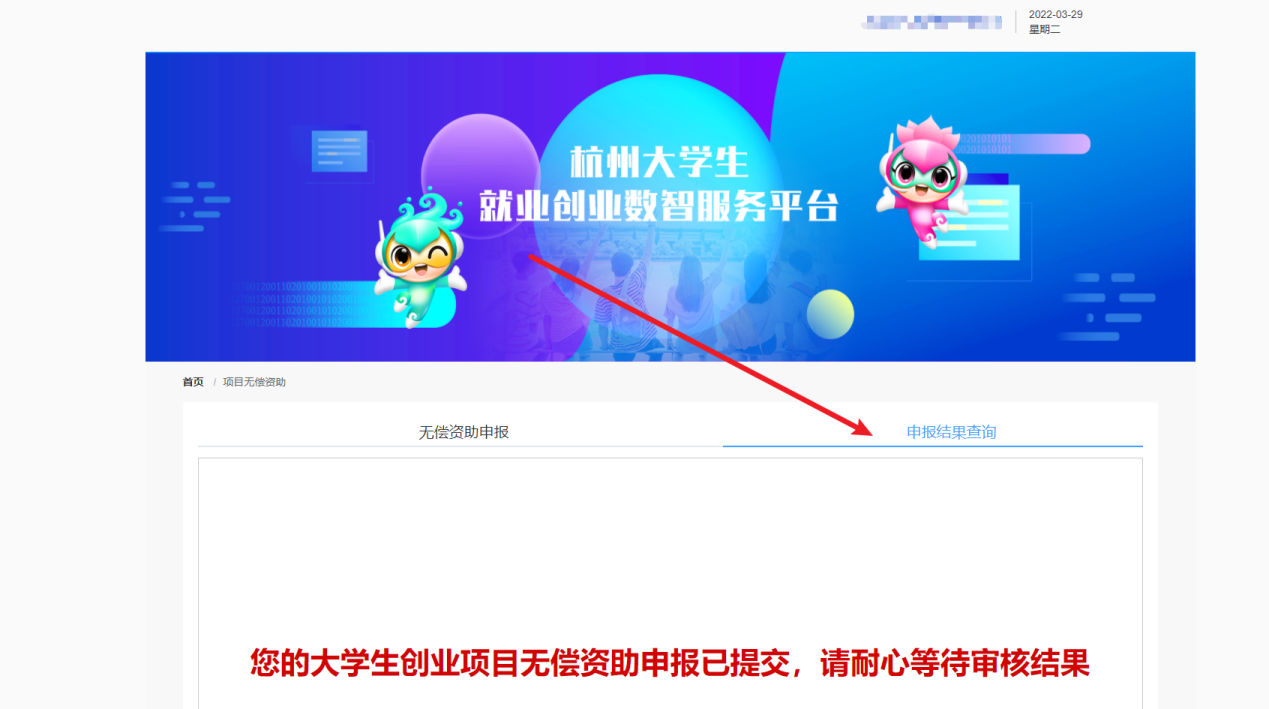 2022-03-29
星期二
杭州大学生
就业创业数智服务平台
首页 / 项目无偿资助
无偿资助申报
申报结果查询
您的大学生创业项目无偿资助申报已提交，请耐心等待审核结果